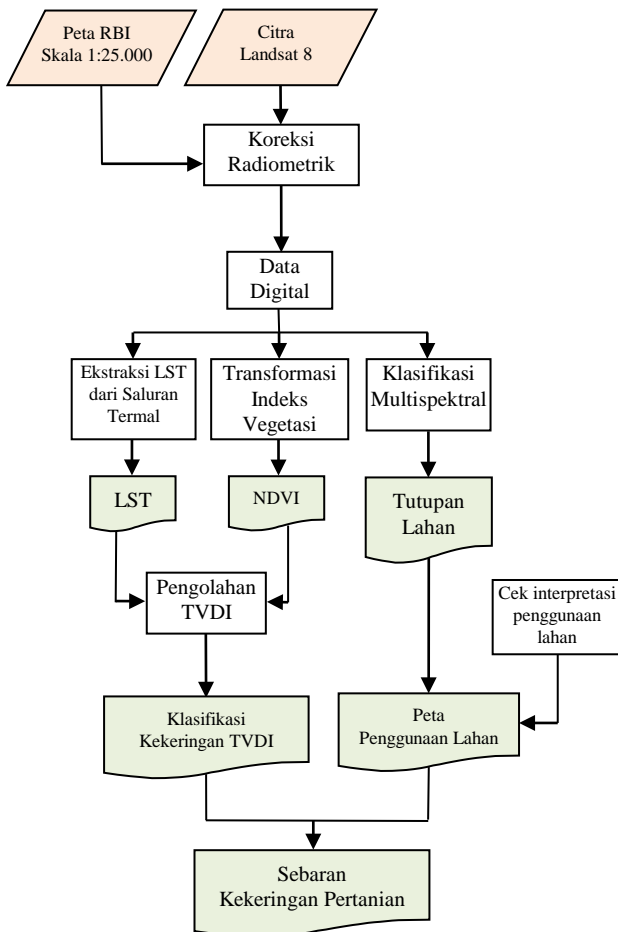 Peta RBI
Skala 1:25.000
Citra
Landsat 8
Koreksi
Radiometrik
Data
Digital
Ekstraksi LST
dari Saluran
Termal
Transformasi
Indeks
Vegetasi
Klasifikasi
Multispektral
LST
NDVI
Tutupan
Lahan
Pengolahan
TVDI
Cek interpretasi
penggunaan
lahan
Klasifikasi
Kekeringan TVDI
Peta
Penggunaan Lahan
Sebaran
Kekeringan Pertanian